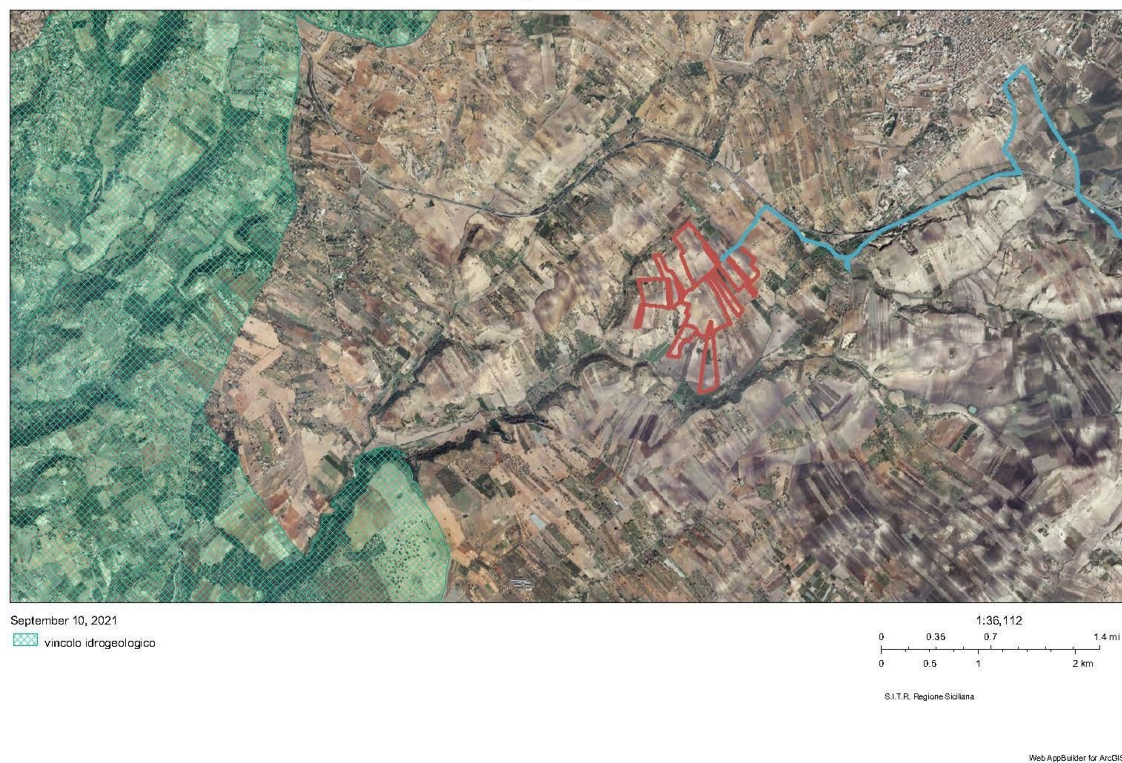 September 10, 2021
vincolo idrogeologico
1:36,112
0 0.35 0.7 1.4 mi
0 0.5 1 2 km
S.I.T.R. Regione Siciliana
Web AppBuilder for ArcGIS